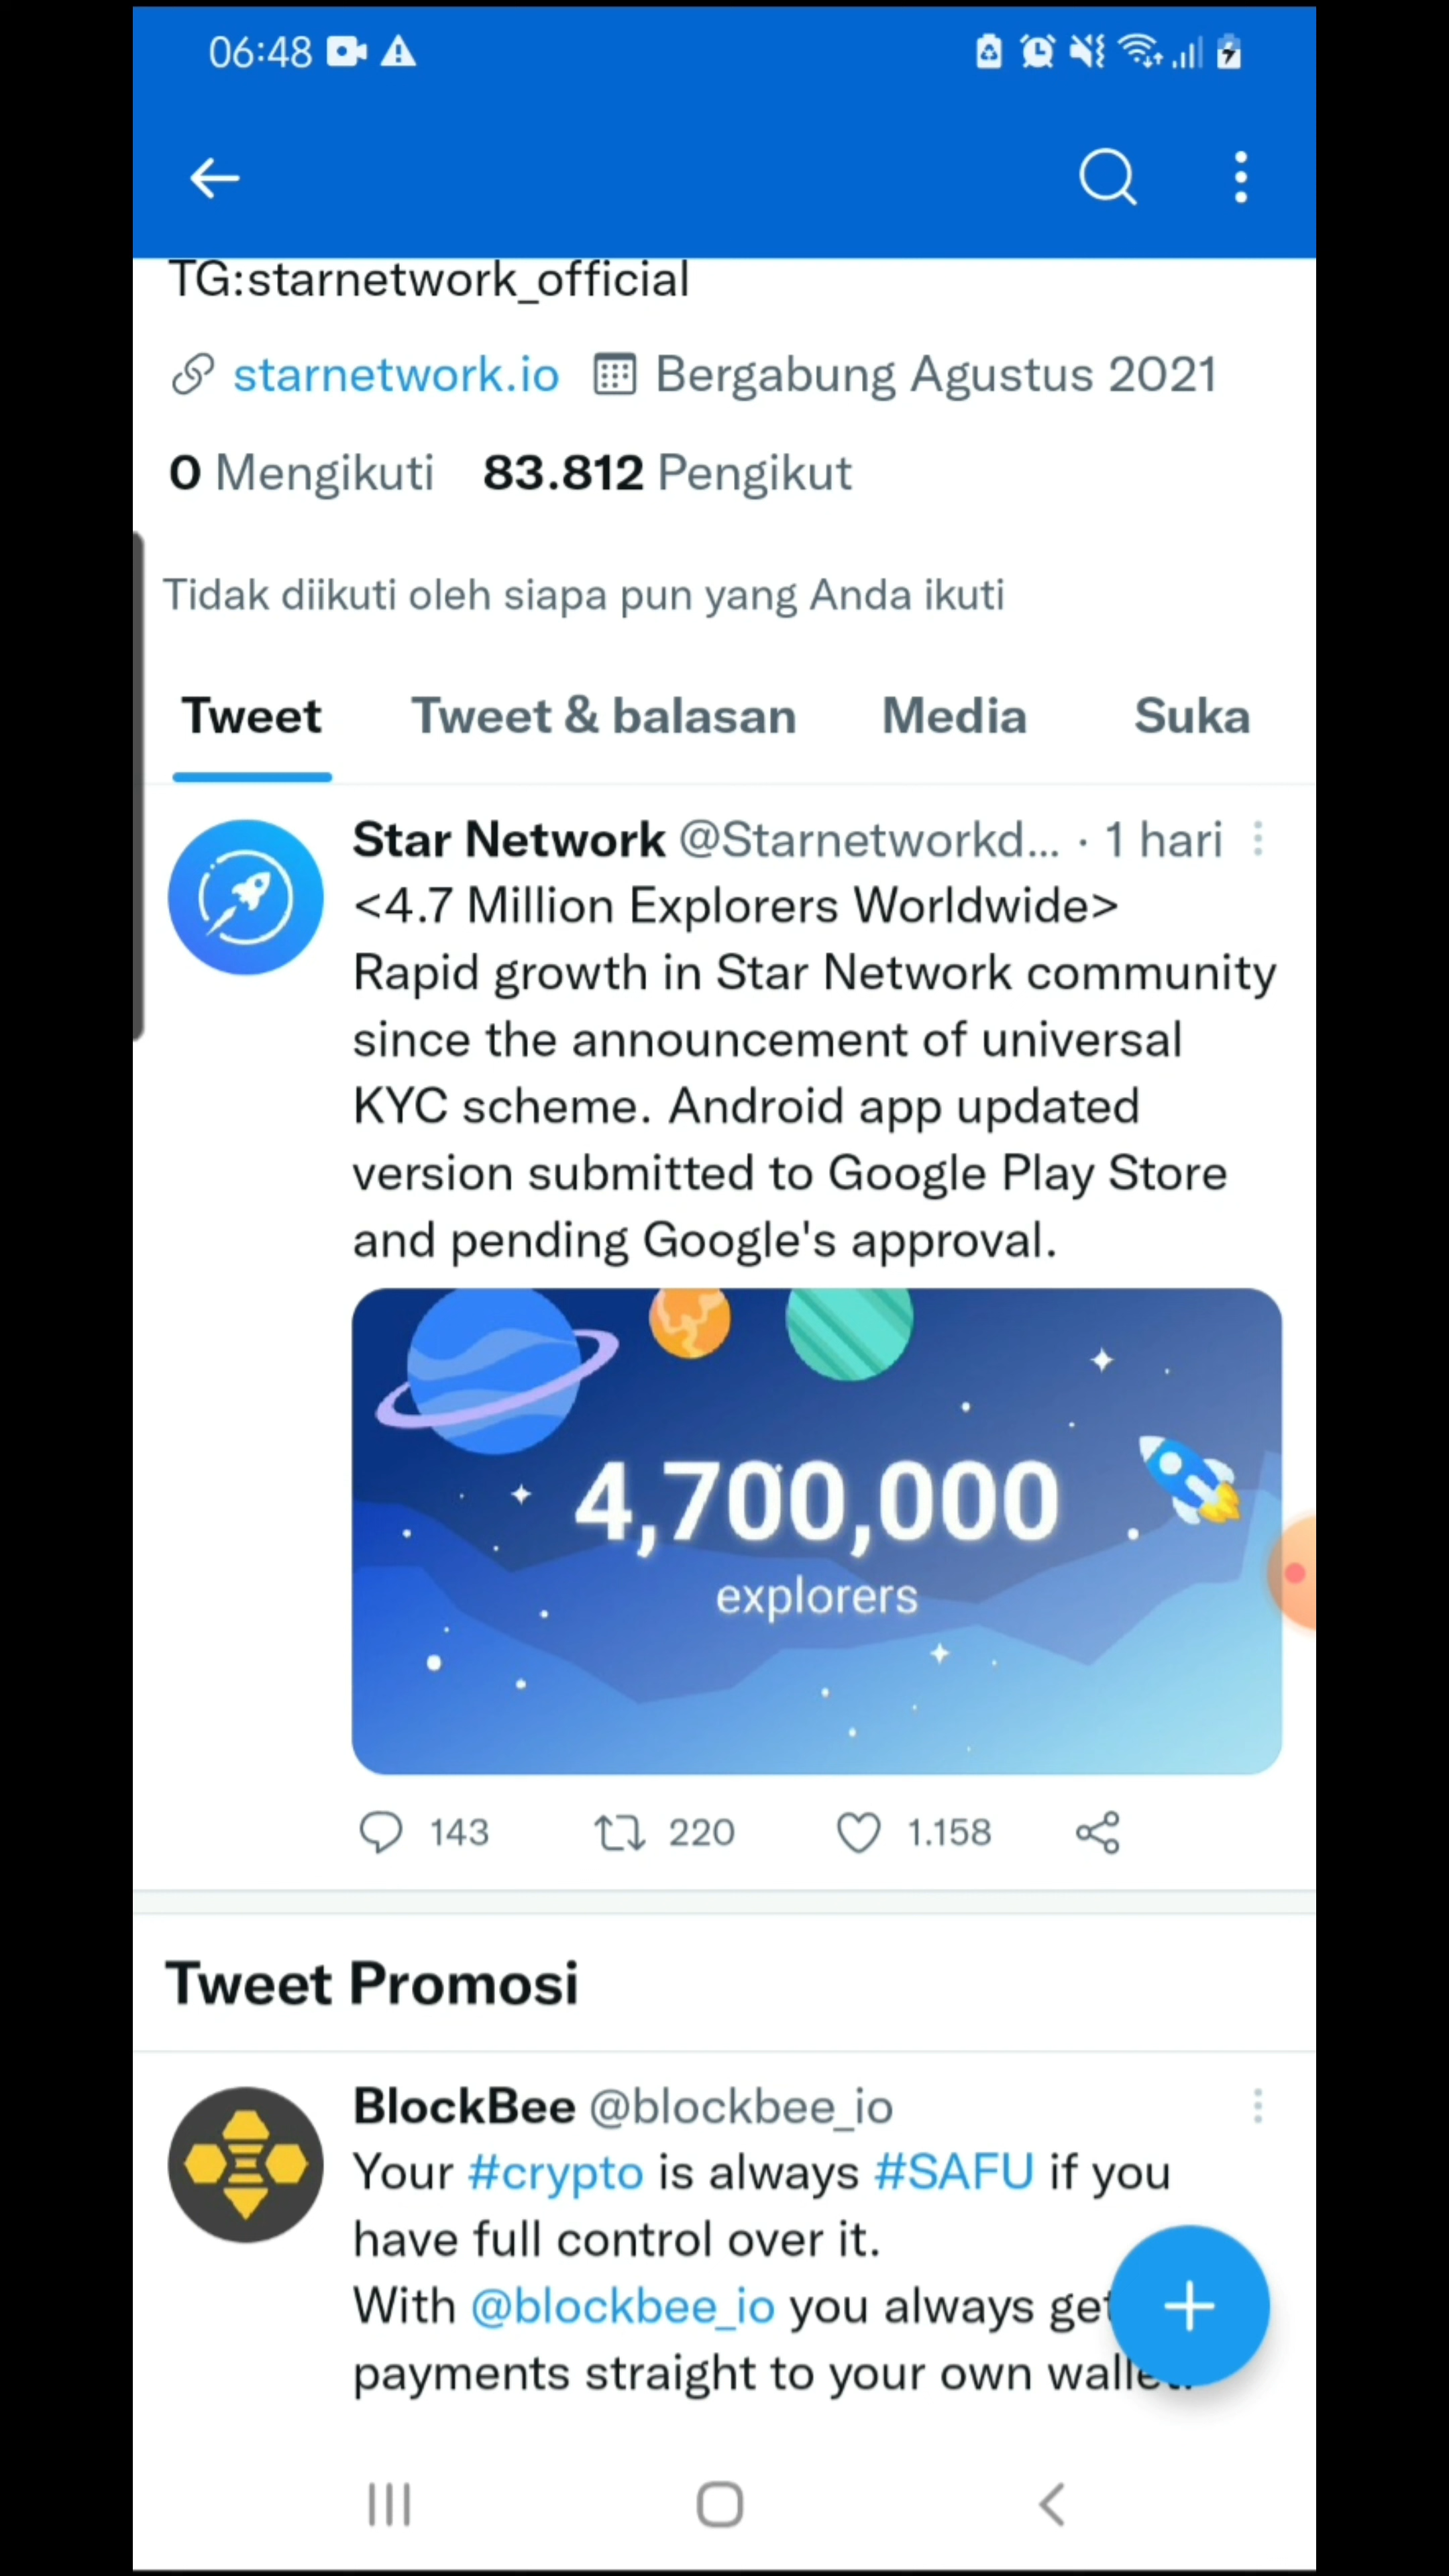 06:48
TG:starnetwork_official
starnetwork.io Bergabung Agustus 2021
0 Mengikuti 83.812 Pengikut
Tidak diikuti oleh siapa pun yang Anda ikuti
Tweet Tweet & balasan Media Suka
Star Network @Starnetworkd... · 1 hari
<4.7 Million Explorers Worldwide>
Rapid growth in Star Network community
since the announcement of universal
KYC scheme. Android app updated
version submitted to Google Play Store
and pending Google's approval.
4,700,000
explorers
143 220 1.158
Tweet Promosi
BlockBee @blockbee_io
Your #crypto is always #SAFU if you
have full control over it.
With @blockbee_io you always get
payments straight to your own wallet.